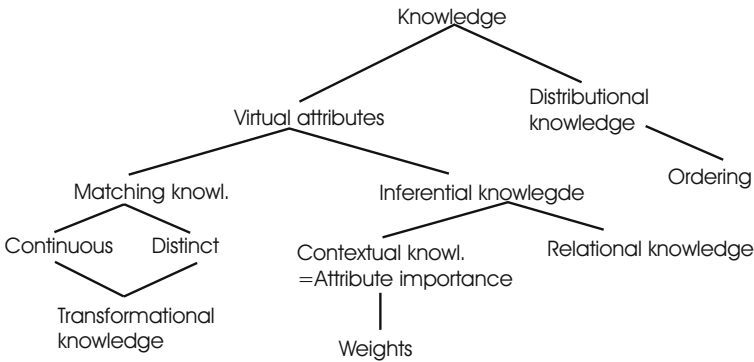 Knowledge
Virtual attributes
Distributional
knowledge
Ordering
Matching knowl.
Inferential knowlegde
Continuous
Distinct
Contextual knowl.
=Attribute importance
Relational knowledge
Transformational
knowledge
Weights